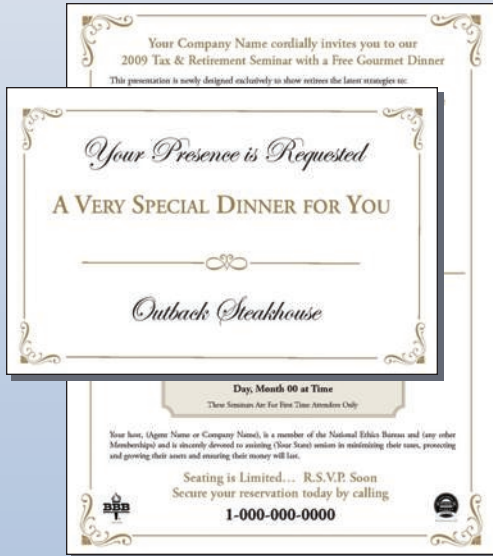 Your Company Name cordially invites you to our
2009 Tax & Retirement Seminar with a Free Gourmet Dinner
This presentation is newly designed exclusively to show retirees the latest strategies to:
Your Presence is Requested
A VERY SPECIAL DINNER FOR YOU
Outback Steakhouse
Day, Month 00 at Time
These Seminars Are For First Time Attendees Only
Your host, (Agent Name or Company Name), is a member of the National Ethics Bureau and (any other
Memberships) and is sincerely devoted to assisting (Your State) seniors in minimizing their taxes, protecting
and growing their assets and ensuring their money will last.
Seating is Limited... R.S.V.P. Soon
Secure your reservation today by calling
1-000-000-0000
BBB